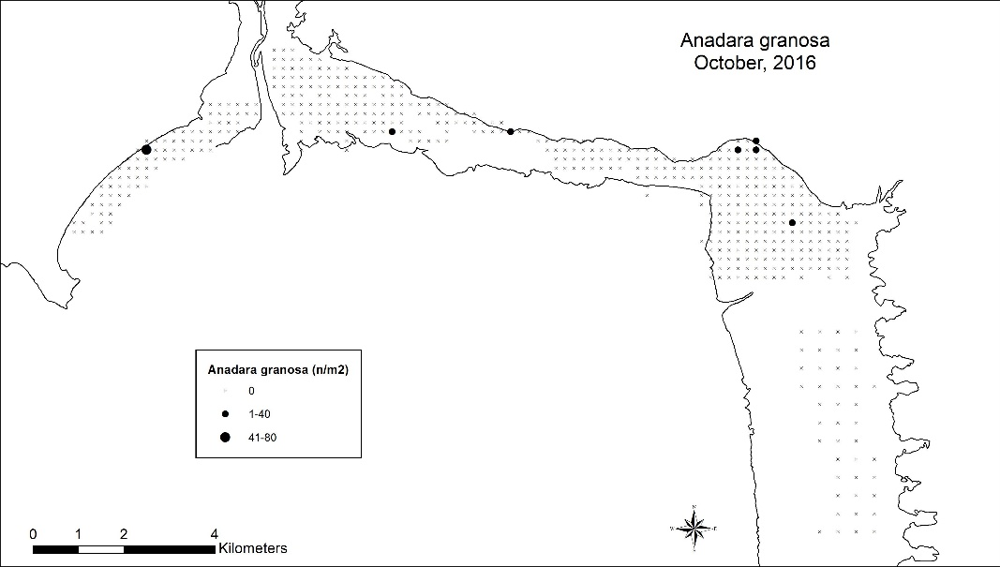 Anadara granosa
October, 2016
Anadara granosa (n/m2)
0
1-40
41-80
0 1 2 4
Kilometers
N
W E
S